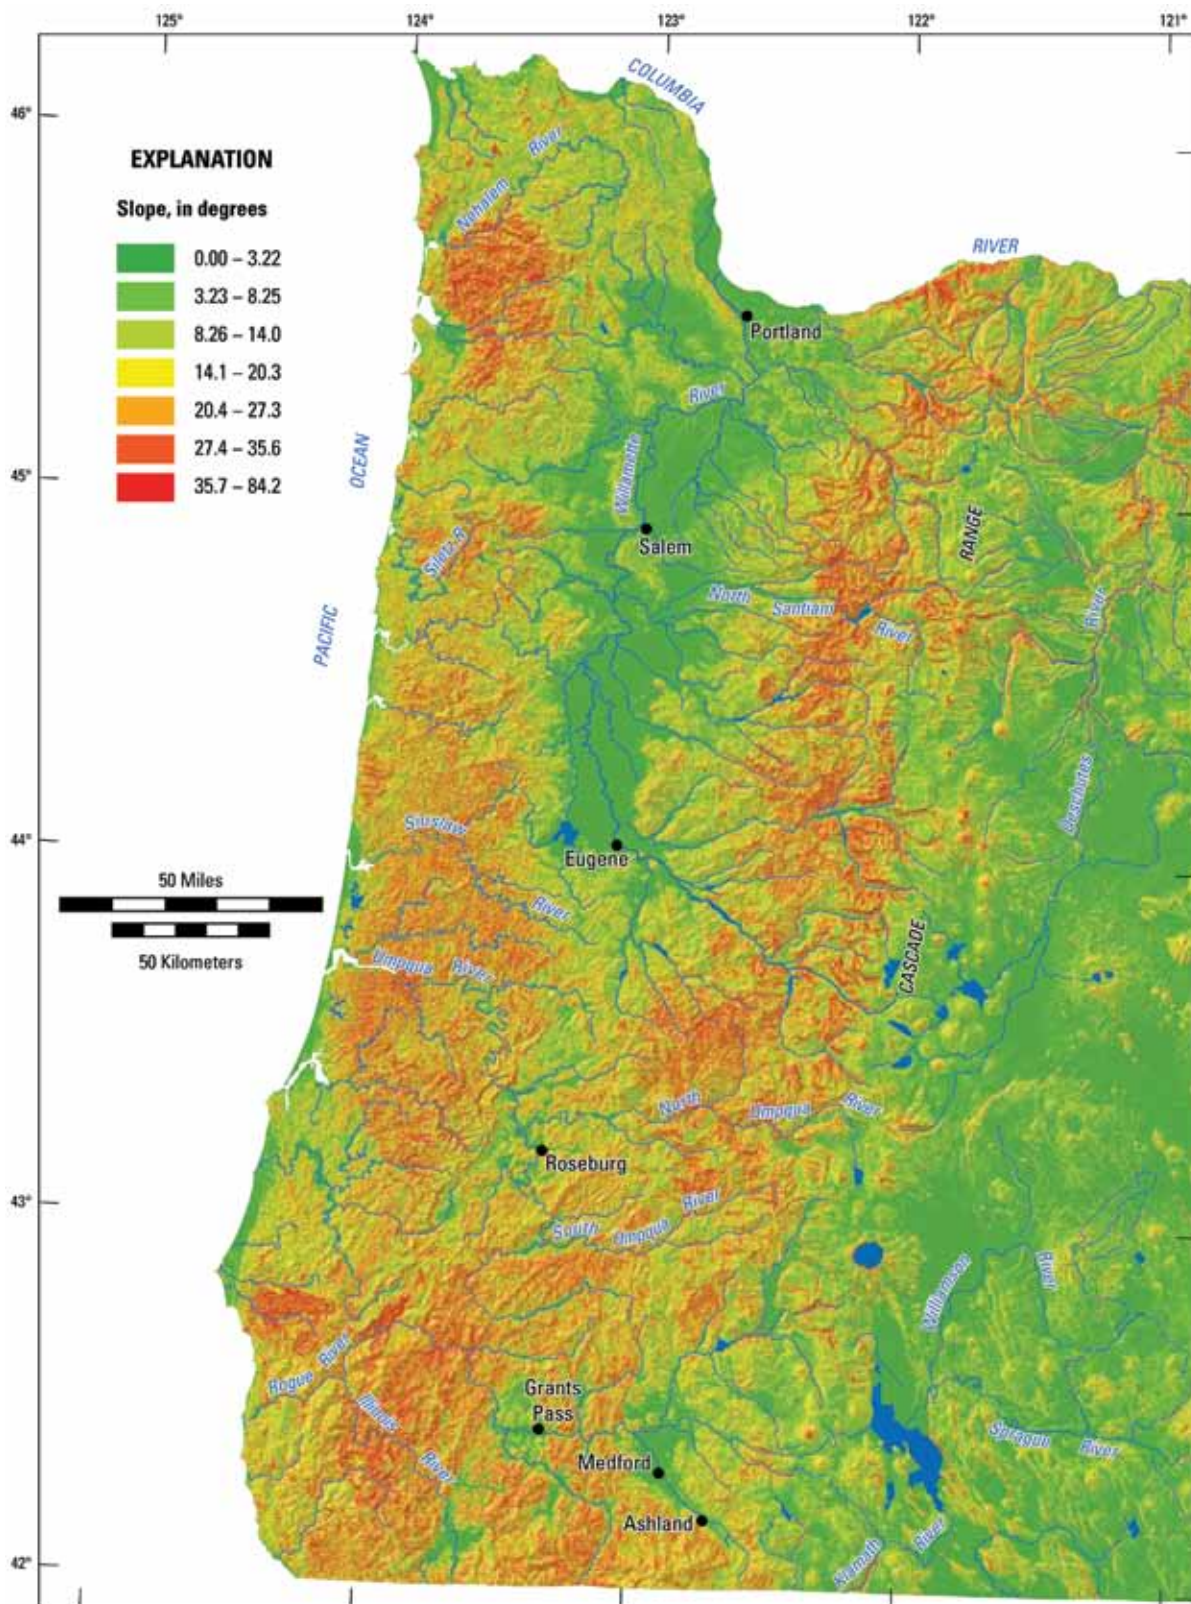 125°
124°
123°
122°
121°
46°
45°
44°
43°
42°
EXPLANATION
Slope, in degrees
0.00 – 3.22
3.23 – 8.25
8.26 – 14.0
14.1 – 20.3
20.4 – 27.3
27.4 – 35.6
35.7 – 84.2
COLUMBIA
RIVER
Nehalem River
Portland
Willamette River
PACIFIC OCEAN
Salem
Siletz R
North Santiam River
CASCADE RANGE
Deschutes River
Siuslaw River
Eugene
50 Miles
50 Kilometers
Umpqua River
North Umpqua River
Roseburg
South Umpqua River
Williamson River
Rogue River
Illinois River
Grants
Pass
Medford
Ashland
Sprague River
Klamath River